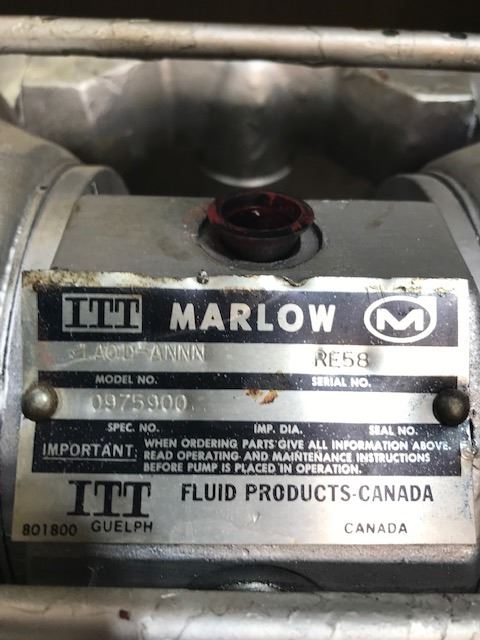 ITT MARLOW M
1AOD-ANNN RE58
MODEL NO. SERIAL NO.
0975900
SPEC. NO. IMP. DIA. SEAL NO.
IMPORTANT. WHEN ORDERING PARTS GIVE ALL INFORMATION ABOVE.
READ OPERATING AND MAINTENANCE INSTRUCTIONS
BEFORE PUMP IS PLACED IN OPERATION.
ITT FLUID PRODUCTS-CANADA
801800 GUELPH CANADA